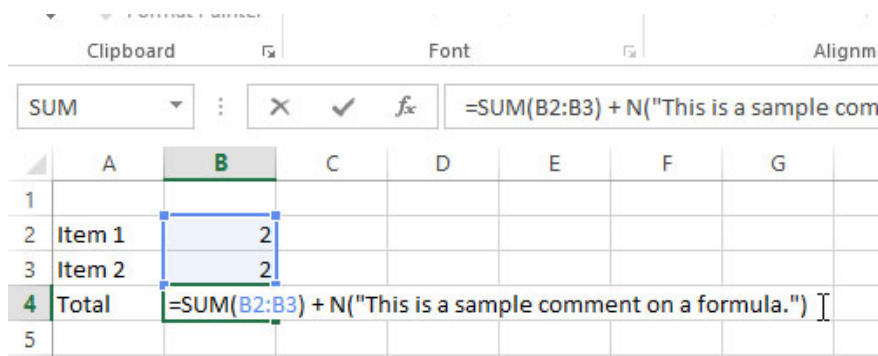 Clipboard Font Alignm
SUM fx =SUM(B2:B3) + N("This is a sample com
A B C D E F G
1
2 Item 1 2
3 Item 2 2
4 Total =SUM(B2:B3) + N("This is a sample comment on a formula.")
5